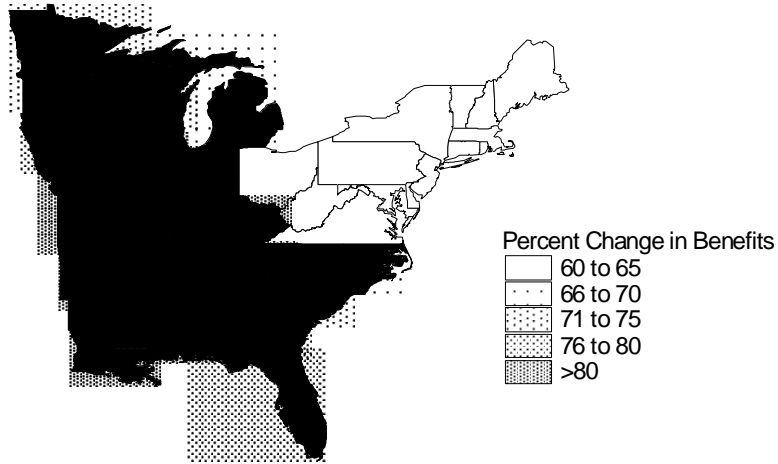 Percent Change in Benefits
60 to 65
66 to 70
71 to 75
76 to 80
>80